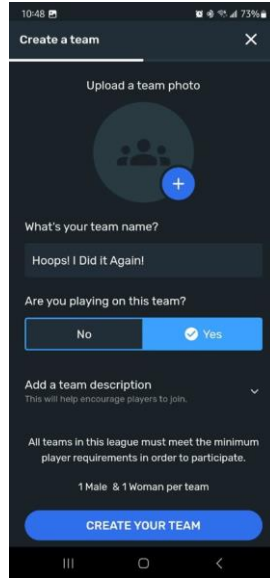 10:48 73%
Create a team
Upload a team photo
What's your team name?
Hoops! I Did it Again!
Are you playing on this team?
No Yes
Add a team description
This will help encourage players to join.
All teams in this league must meet the minimum
player requirements in order to participate.
1 Male & 1 Woman per team
CREATE YOUR TEAM